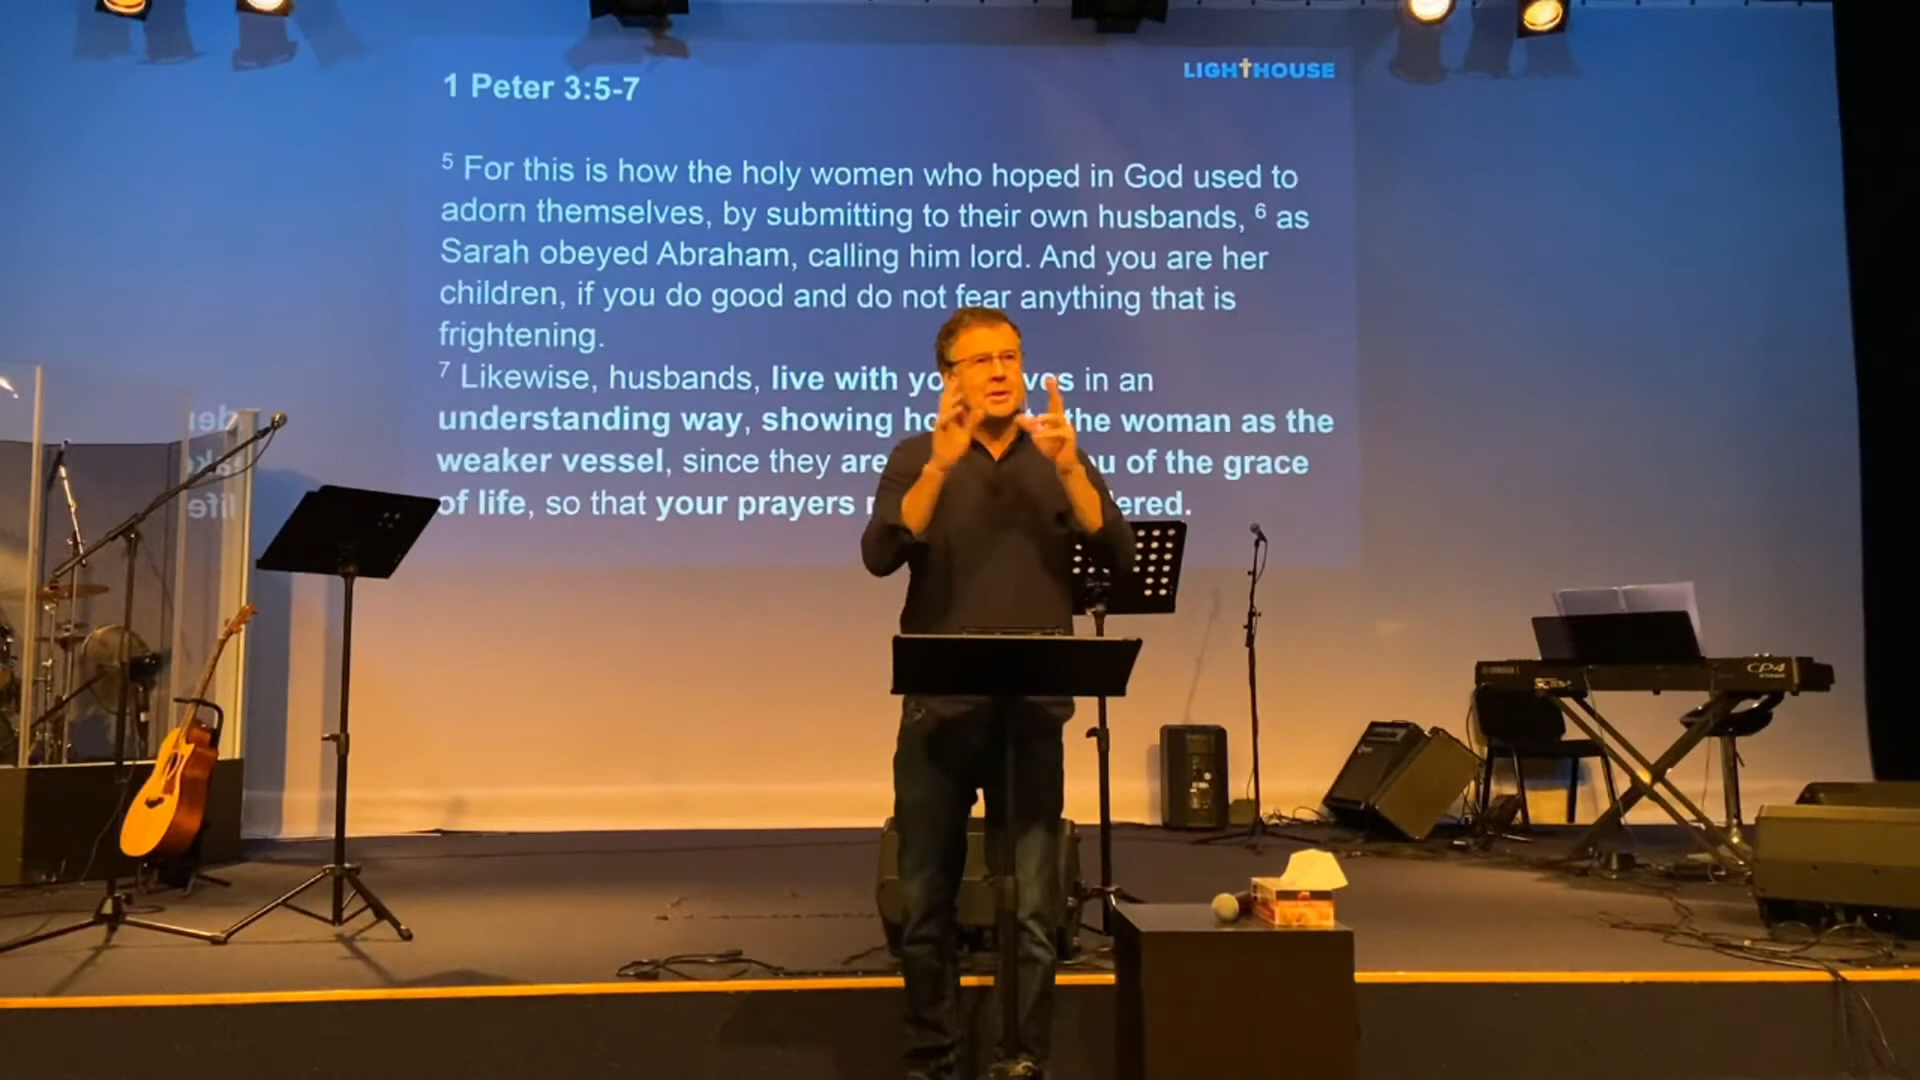 LIGHTHOUSE
1 Peter 3:5-7
5 For this is how the holy women who hoped in God used to
adorn themselves, by submitting to their own husbands, 6 as
Sarah obeyed Abraham, calling him lord. And you are her
children, if you do good and do not fear anything that is
frightening.
7 Likewise, husbands, live with in an
understanding way, showing the woman as the
weaker vessel, since they are of the grace
of life, so that your prayers
YAMAHA
CP4